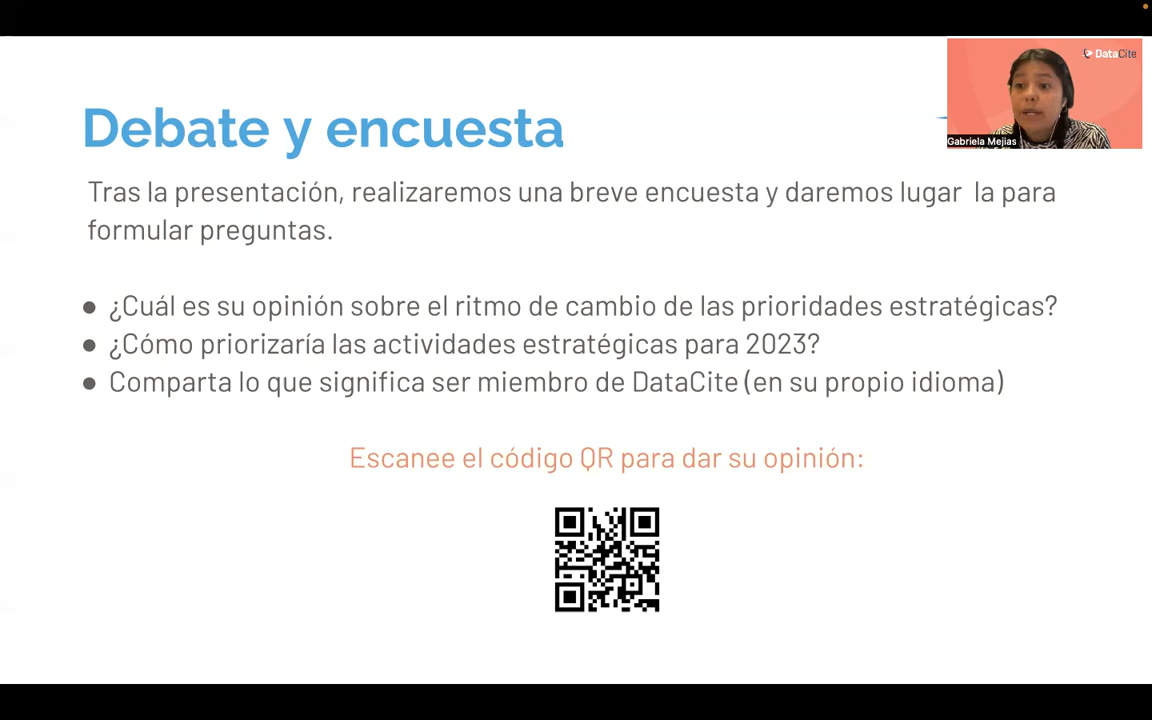 DataCite
Gabriela Mejias
Debate y encuesta
Tras la presentación, realizaremos una breve encuesta y daremos lugar la para
formular preguntas.
● ¿Cuál es su opinión sobre el ritmo de cambio de las prioridades estratégicas?
● ¿Cómo priorizaría las actividades estratégicas para 2023?
● Comparta lo que significa ser miembro de DataCite (en su propio idioma)
Escanee el código QR para dar su opinión: